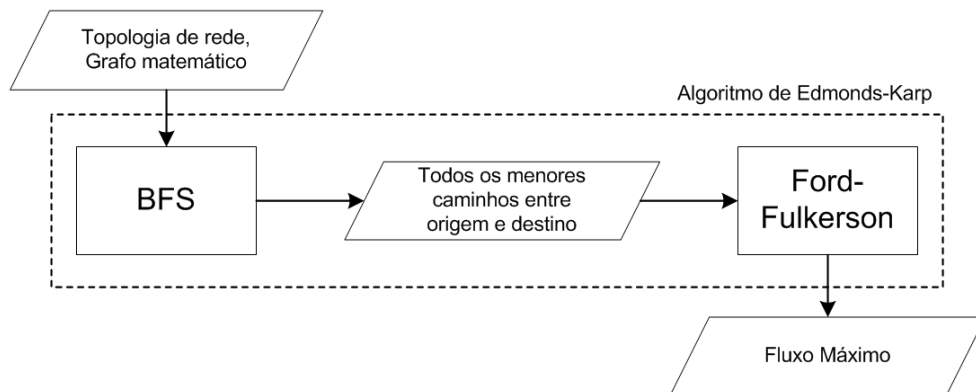 Topologia de rede,
Grafo matemático
Algoritmo de Edmonds-Karp
BFS
Todos os menores
caminhos entre
origem e destino
Ford-
Fulkerson
Fluxo Máximo